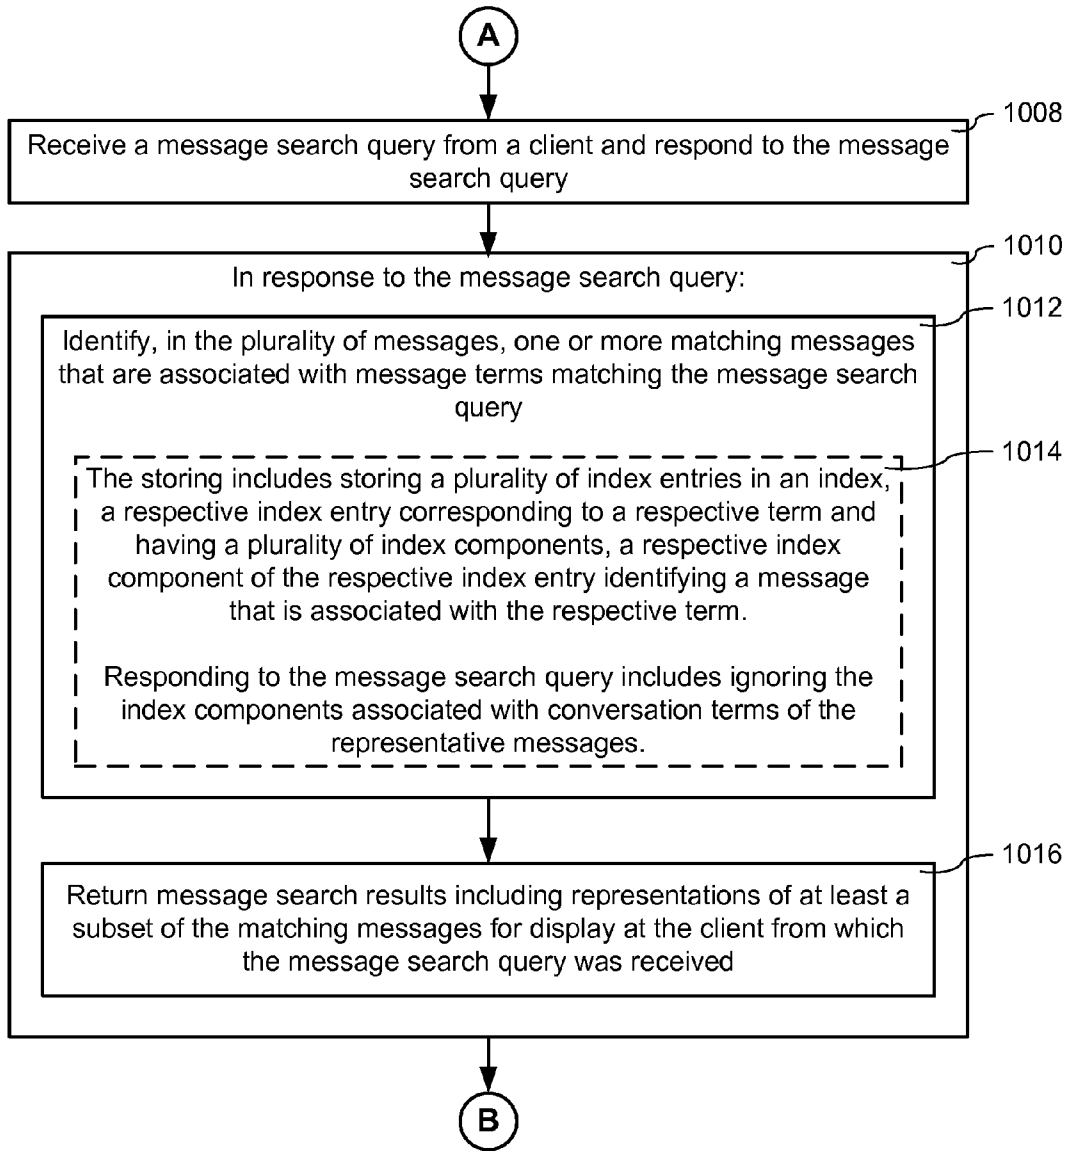 A
1008
Receive a message search query from a client and respond to the message
search query
1010
In response to the message search query:
1012
Identify, in the plurality of messages, one or more matching messages
that are associated with message terms matching the message search
query
1014
The storing includes storing a plurality of index entries in an index,
a respective index entry corresponding to a respective term and
having a plurality of index components, a respective index
component of the respective index entry identifying a message
that is associated with the respective term.
Responding to the message search query includes ignoring the
index components associated with conversation terms of the
representative messages.
1016
Return message search results including representations of at least a
subset of the matching messages for display at the client from which
the message search query was received
B